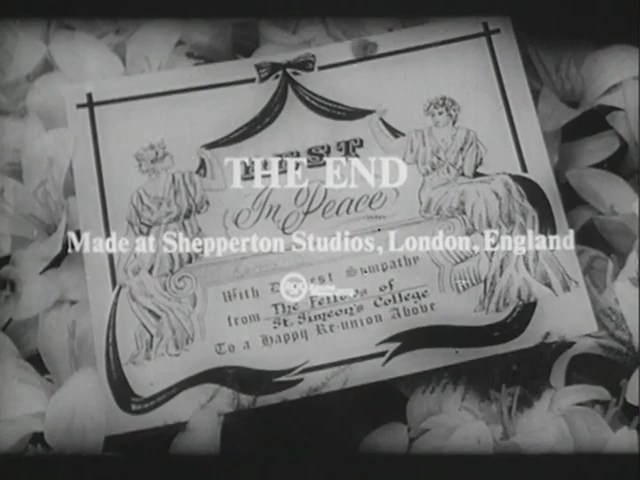 REST
THE END
In Peace
Made at Shepperton Studios, London, England
With Deepest Sympathy
from The Fellows of
St. Simeon's College
To a Happy Re-union Above